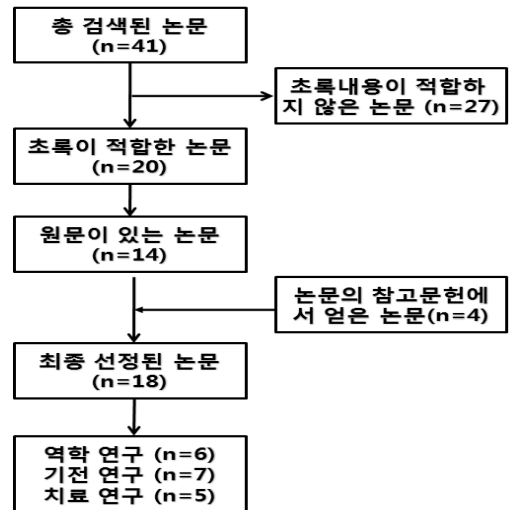 총 검색된 논문
(n=41)
초록내용이 적합하
지 않은 논문 (n=27)
초록이 적합한 논문
(n=20)
원문이 있는 논문
(n=14)
논문의 참고문헌에
서 얻은 논문(n=4)
최종 선정된 논문
(n=18)
역학 연구 (n=6)
기전 연구 (n=7)
치료 연구 (n=5)